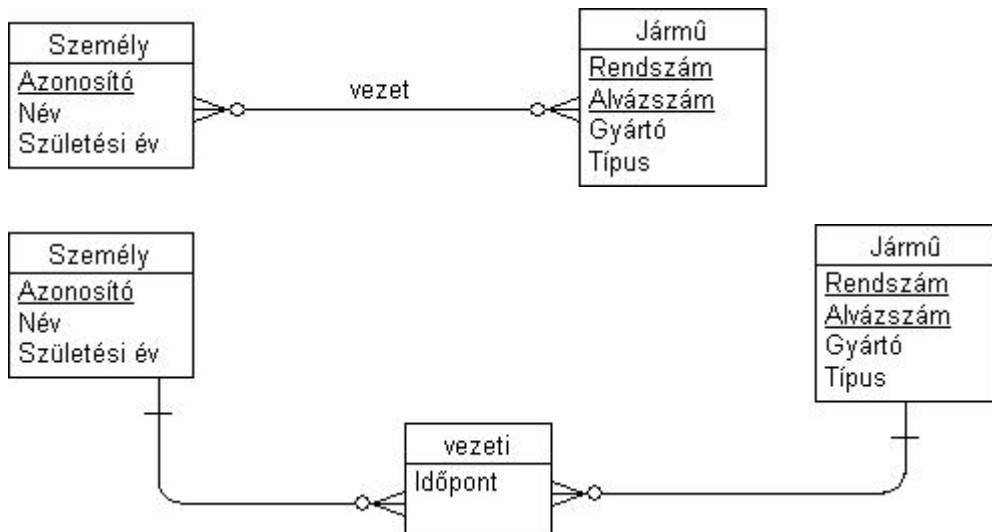 Személy
Azonosító
Név
Születési év
vezet
Jármû
Rendszám
Alvázszám
Gyártó
Típus
Személy
Azonosító
Név
Születési év
Jármû
Rendszám
Alvázszám
Gyártó
Típus
vezeti
Időpont